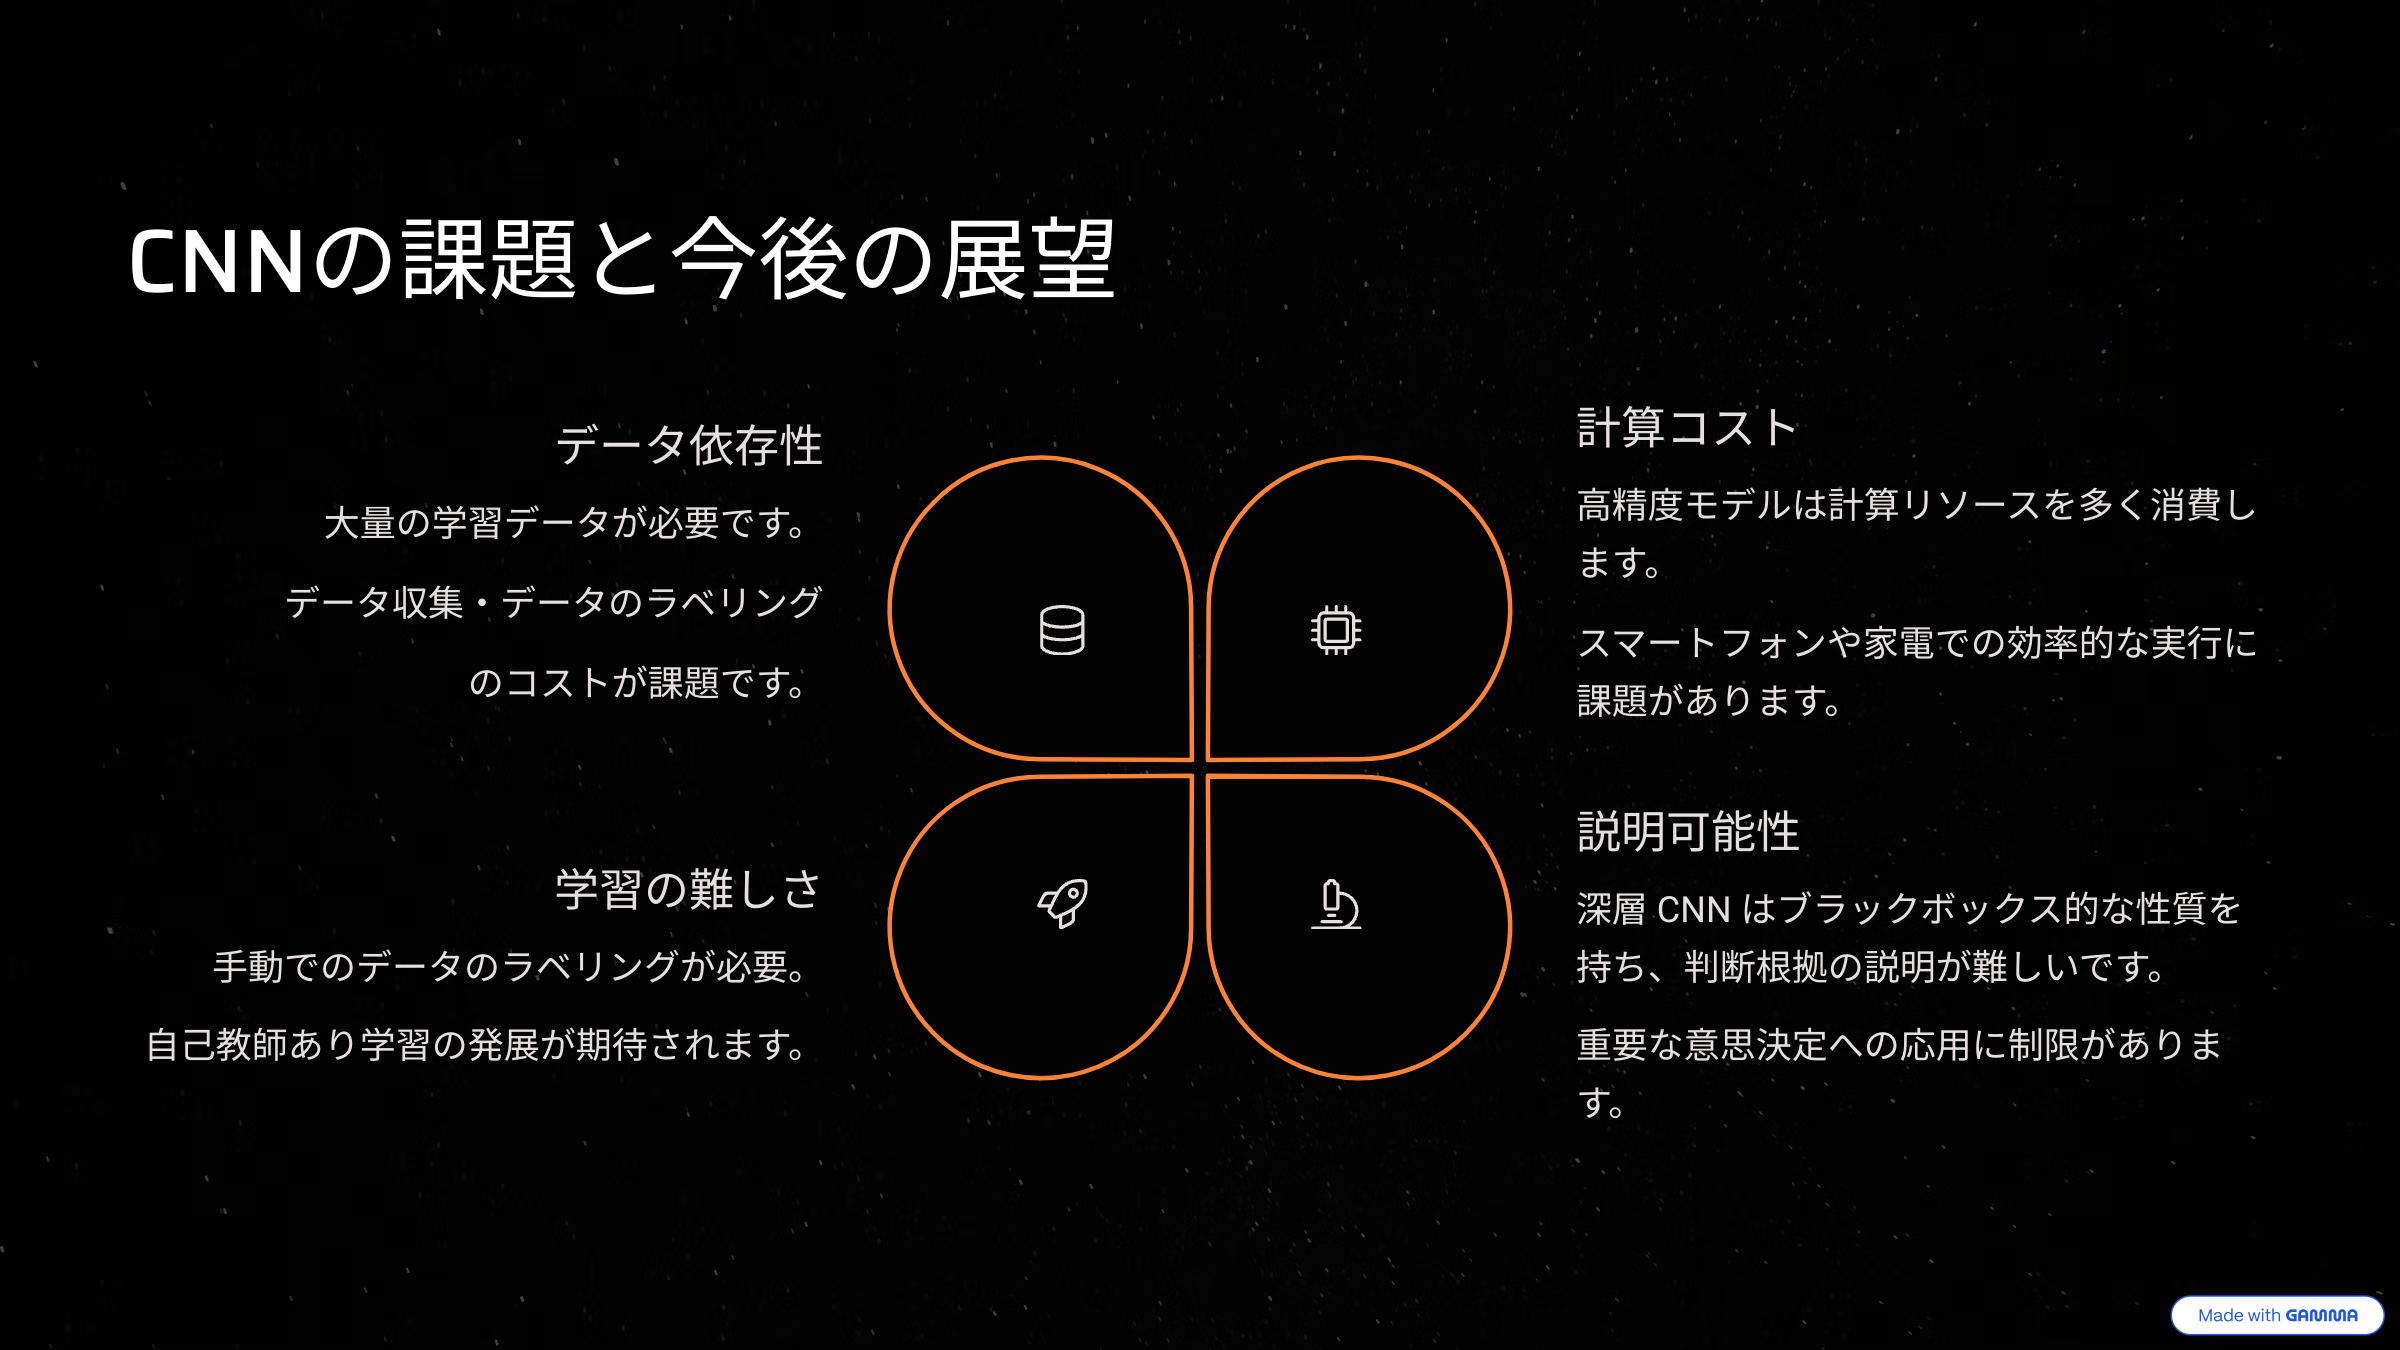 CNNの課題と今後の展望
データ依存性
大量の学習データが必要です。
データ収集・データのラベリング
のコストが課題です。
計算コスト
高精度モデルは計算リソースを多く消費し
ます。
スマートフォンや家電での効率的な実行に
課題があります。
学習の難しさ
手動でのデータのラベリングが必要。
自己教師あり学習の発展が期待されます。
説明可能性
深層 CNN はブラックボックス的な性質を
持ち、判断根拠の説明が難しいです。
重要な意思決定への応用に制限がありま
す。
Made with GAMMA